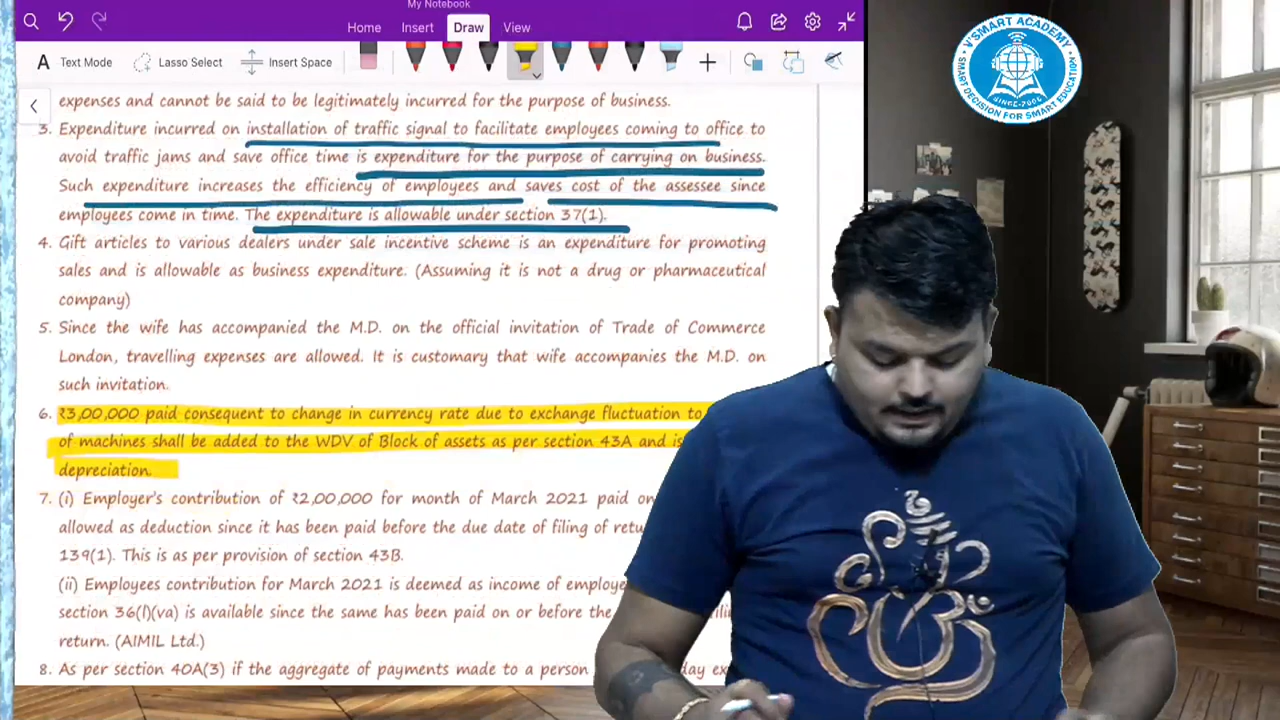 My Notebook
Home Insert Draw View
Text Mode Lasso Select Insert Space
V'SMART ACADEMY
SMART DECISION FOR SMART EDUCATION
expenses and cannot be said to be legitimately incurred for the purpose of business.
3. Expenditure incurred on installation of traffic signal to facilitate employees coming to office to
avoid traffic jams and save office time is expenditure for the purpose of carrying on business.
Such expenditure increases the efficiency of employees and saves cost of the assessee since
employees come in time. The expenditure is allowable under section 37(1).
4. Gift articles to various dealers under sale incentive scheme is an expenditure for promoting
sales and is allowable as business expenditure. (Assuming it is not a drug or pharmaceutical
company)
5. Since the wife has accompanied the M.D. on the official invitation of Trade of Commerce
London, travelling expenses are allowed. It is customary that wife accompanies the M.D. on
such invitation.
6. ₹3,00,000 paid consequent to change in currency rate due to exchange fluctuation to
of machines shall be added to the WDV of Block of assets as per section 43A and is
depreciation.
7. (i) Employer's contribution of ₹2,00,000 for month of March 2021 paid on
allowed as deduction since it has been paid before the due date of filing of
139(1). This is as per provision of section 43B.
(ii) Employees contribution for March 2021 is deemed as income of
section 36(1)(va) is available since the same has been paid on or before the
return. (AIMIL Ltd.)
8. As per section 40A(3) if the aggregate of payments made to a person